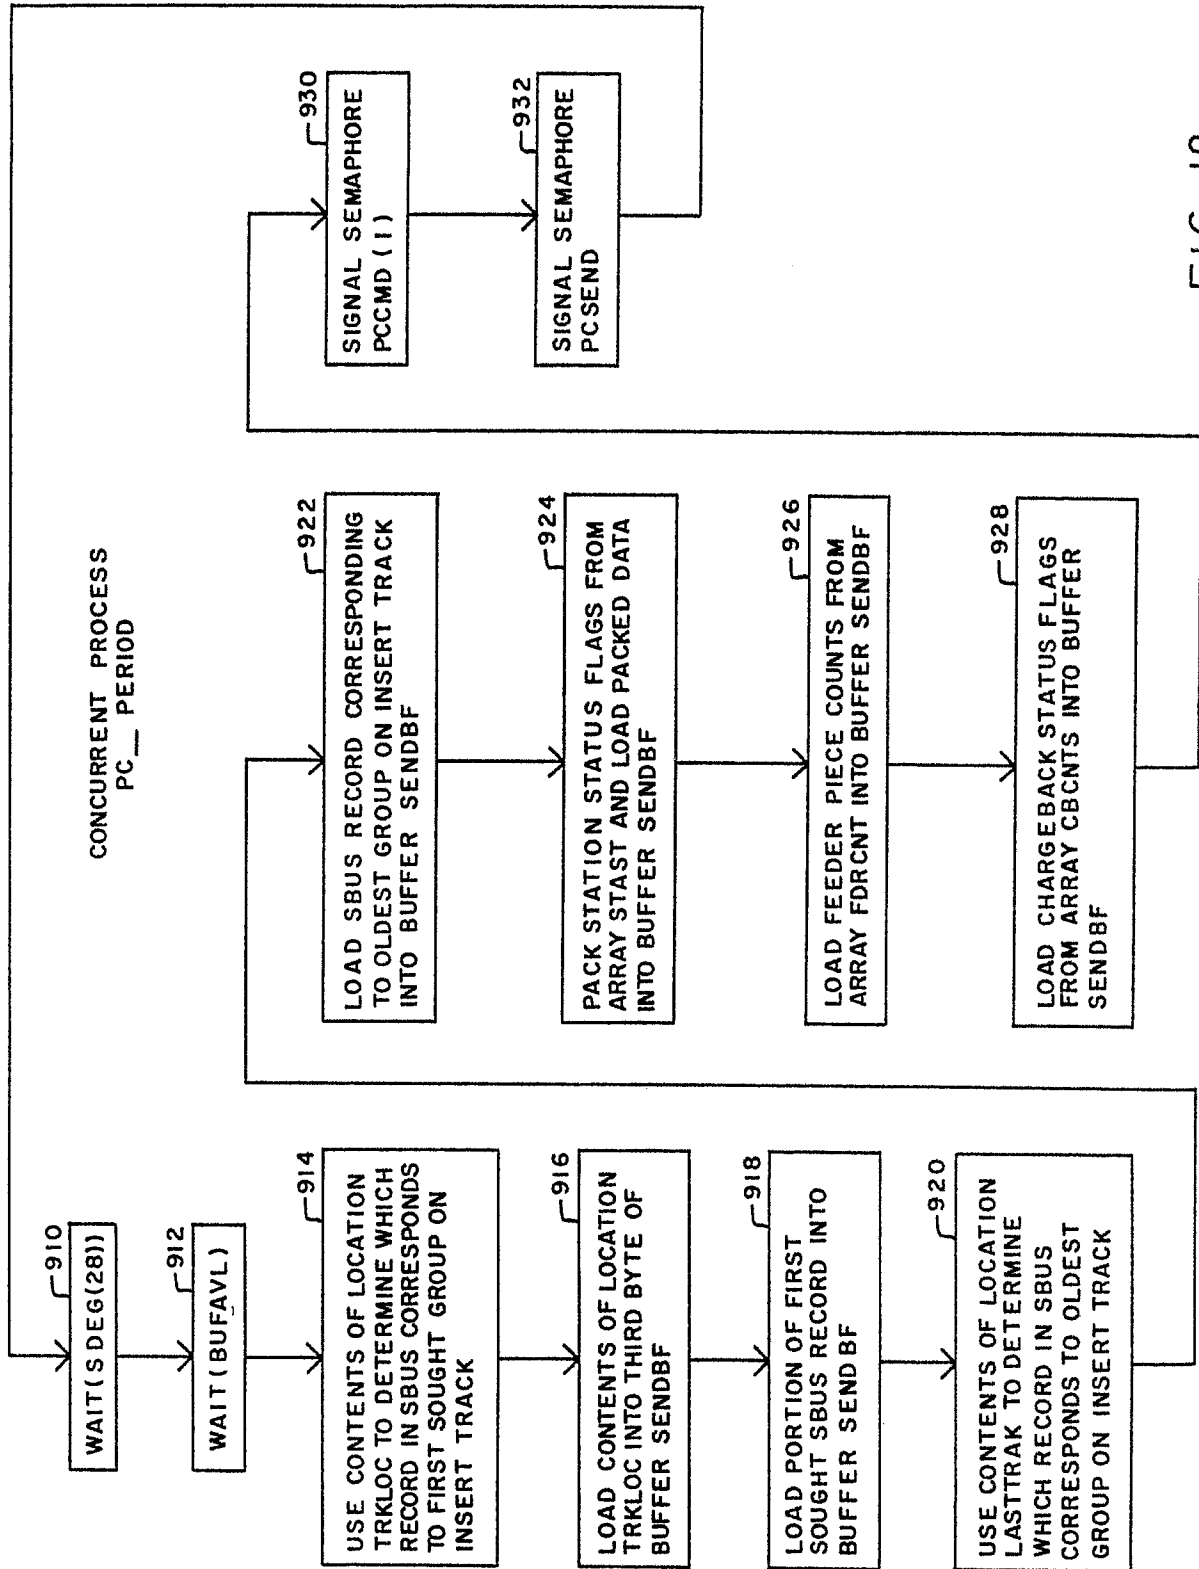 CONCURRENT PROCESS
PC__ PERIOD
910
WAIT(SDEG(28))
912
WAIT(BUFAVL)
914
USE CONTENTS OF LOCATION
TRKLOC TO DETERMINE WHICH
RECORD IN SBUS CORRESPONDS
TO FIRST SOUGHT GROUP ON
INSERT TRACK
916
LOAD CONTENTS OF LOCATION
TRKLOC INTO THIRD BYTE OF
BUFFER SENDBF
918
LOAD PORTION OF FIRST
SOUGHT SBUS RECORD INTO
BUFFER SENDBF
920
USE CONTENTS OF LOCATION
LASTTRAK TO DETERMINE
WHICH RECORD IN SBUS
CORRESPONDS TO OLDEST
GROUP ON INSERT TRACK
922
LOAD SBUS RECORD CORRESPONDING
TO OLDEST GROUP ON INSERT TRACK
INTO BUFFER SENDBF
924
PACK STATION STATUS FLAGS FROM
ARRAY STAST AND LOAD PACKED DATA
INTO BUFFER SENDBF
926
LOAD FEEDER PIECE COUNTS FROM
ARRAY FDRCNT INTO BUFFER SENDBF
928
LOAD CHARGEBACK STATUS FLAGS
FROM ARRAY CBCNTS INTO BUFFER
SENDBF
930
SIGNAL SEMAPHORE
PCCMD (1)
932
SIGNAL SEMAPHORE
PCSEND